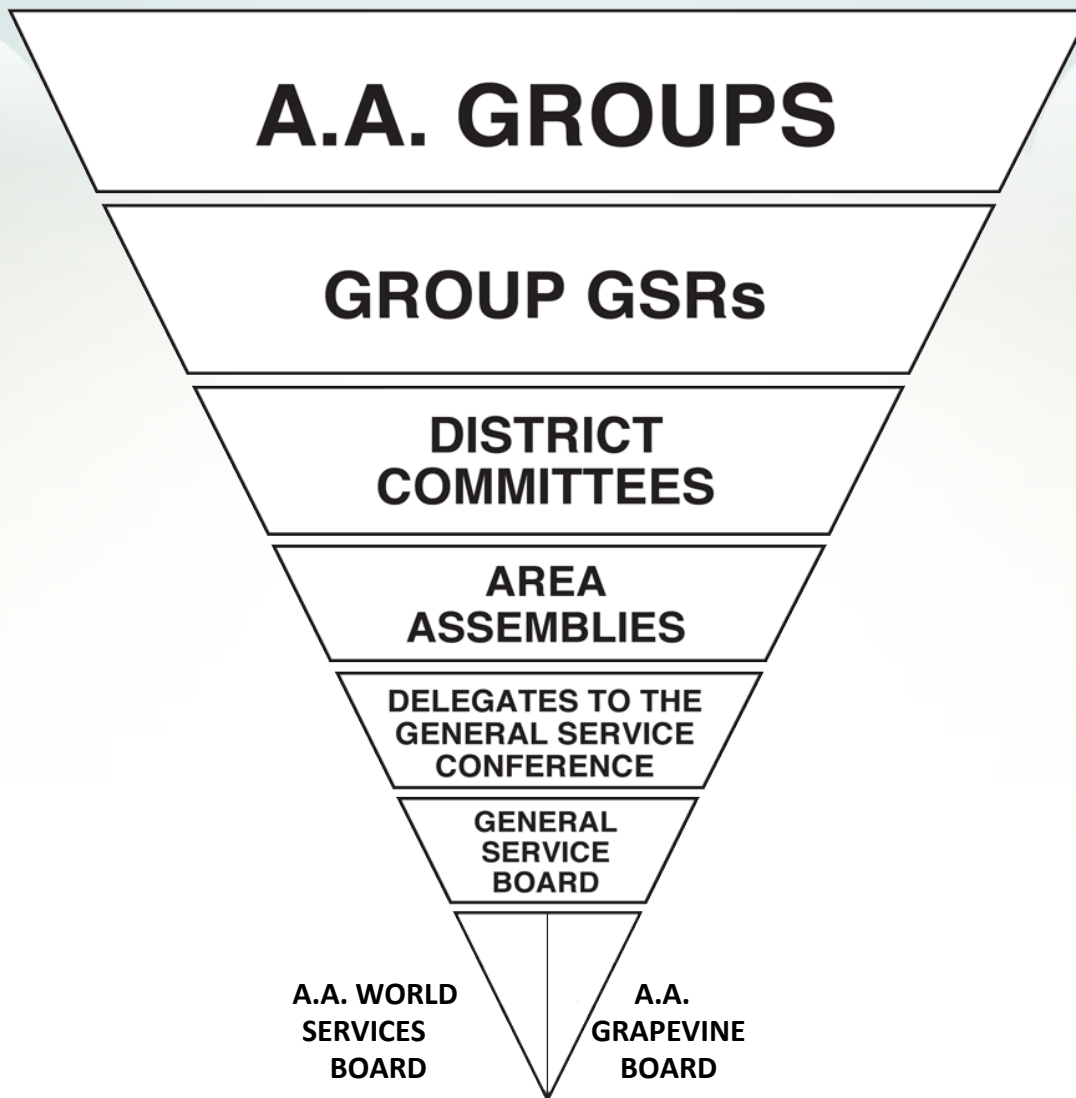 A.A. GROUPS
GROUP GSRs
DISTRICT
COMMITTEES
AREA
ASSEMBLIES
DELEGATES TO THE
GENERAL SERVICE
CONFERENCE
GENERAL
SERVICE
BOARD
A.A. WORLD
SERVICES
BOARD
A.A.
GRAPEVINE
BOARD